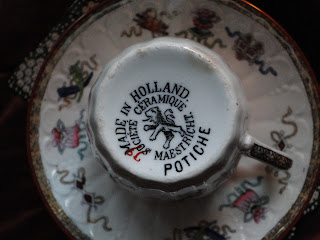 MADE IN HOLLAND
SOCIÉTÉ CÉRAMIQUE
MAESTRICHT
POTICHE